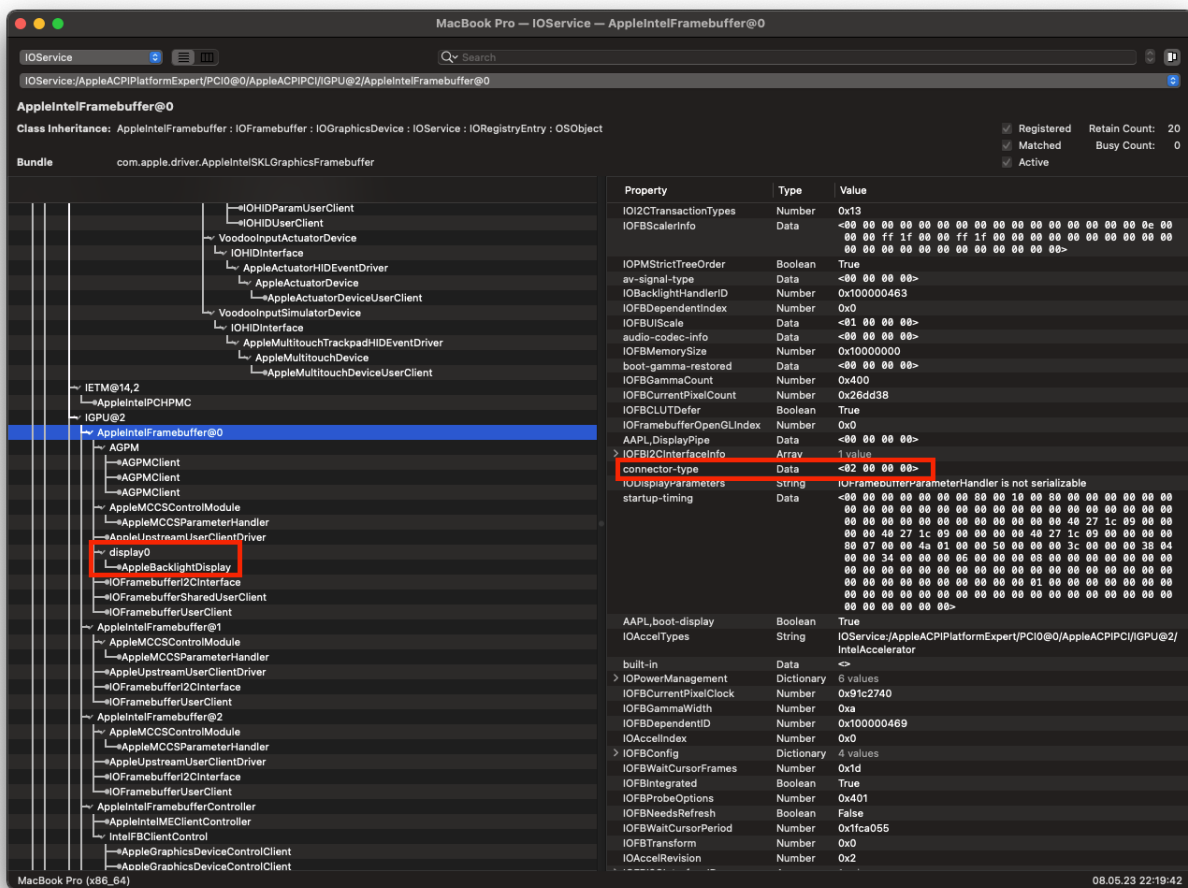 MacBook Pro — IOService — AppleIntelFramebuffer@0
IOService
Search
IOService:/AppleACPIPlatformExpert/PCI0@0/AppleACPIPCI/IGPU@2/AppleIntelFramebuffer@0
AppleIntelFramebuffer@0
Class Inheritance: AppleIntelFramebuffer : IOFramebuffer : IOGraphicsDevice : IOService : IORegistryEntry : OSObject
Registered Retain Count: 20
Matched Busy Count: 0
Bundle com.apple.driver.AppleIntelSKLGraphicsFramebuffer
Active
IOHIDParamUserClient
IOHIDUserClient
VoodooInputActuatorDevice
IOHIDInterface
AppleActuatorHIDEventDriver
AppleActuatorDevice
AppleActuatorDeviceUserClient
VoodooInputSimulatorDevice
IOHIDInterface
AppleMultitouchTrackpadHIDEventDriver
AppleMultitouchDevice
AppleMultitouchDeviceUserClient
IETM@14,2
AppleIntelPCHPMC
IGPU@2
AppleIntelFramebuffer@0
AGPM
AGPMClient
AGPMClient
AGPMClient
AppleMCCSControlModule
AppleMCCSParameterHandler
AppleUpstreamUserClientDriver
display0
AppleBacklightDisplay
IOFramebufferI2CInterface
IOFramebufferSharedUserClient
IOFramebufferUserClient
AppleIntelFramebuffer@1
AppleMCCSControlModule
AppleMCCSParameterHandler
AppleUpstreamUserClientDriver
IOFramebufferI2CInterface
IOFramebufferUserClient
AppleIntelFramebuffer@2
AppleMCCSControlModule
AppleMCCSParameterHandler
AppleUpstreamUserClientDriver
IOFramebufferI2CInterface
IOFramebufferUserClient
AppleIntelFramebufferController
AppleIntelMEClientController
IntelFBClientControl
AppleGraphicsDeviceControlClient
AppleGraphicsDeviceControlClient
Property Type Value
IOI2CTransactionTypes Number 0x13
IOFBScalerInfo Data <00 00 00 00 00 00 00 00 00 00 00 00 00 00 00 00 0e 00
00 00 ff 1f 00 00 ff 1f 00 00 00 00 00 00 00 00 00 00
00 00 00 00 00 00 00 00 00 00 00 00>
IOPMStrictTreeOrder Boolean True
av-signal-type Data <00 00 00 00>
IOBacklightHandlerID Number 0x100000463
IOFBDependentIndex Number 0x0
IOFBUIScale Data <01 00 00 00>
audio-codec-info Data <00 00 00 00>
IOFBMemorySize Number 0x10000000
boot-gamma-restored Data <00 00 00 00>
IOFBGammaCount Number 0x400
IOFBCurrentPixelCount Number 0x26dd38
IOFBCLUTDefer Boolean True
IOFramebufferOpenGLIndex Number 0x0
AAPL,DisplayPipe Data <00 00 00 00>
IOFBI2CInterfaceInfo Array 1 value
connector-type Data <02 00 00 00>
IODisplayParameters String IOFramebufferParameterHandler is not serializable
startup-timing Data <00 00 00 00 00 00 00 80 00 10 00 80 00 00 00 00 00 00
00 00 00 00 00 00 00 00 00 00 00 00 00 00 00 00 00 00
00 00 00 00 00 00 00 00 00 00 00 00 40 27 1c 09 00 00
00 00 40 27 1c 09 00 00 00 00 40 27 1c 09 00 00 00 00
80 07 00 00 4a 01 00 00 50 00 00 00 3c 00 00 00 38 04
00 00 34 00 00 00 06 00 00 00 08 00 00 00 00 00 00 00
00 00 00 00 00 00 00 00 00 00 00 00 00 00 00 00 00 00
00 00 00 00 00 00 00 00 00 00 01 00 00 00 00 00 00 00
00 00 00 00 00 00 00 00 00 00 00 00 00 00 00 00 00 00
00 00 00 00 00 00>
AAPL,boot-display Boolean True
IOAccelTypes String IOService:/AppleACPIPlatformExpert/PCI0@0/AppleACPIPCI/IGPU@2/
IntelAccelerator
built-in Data <>
IOPowerManagement Dictionary 6 values
IOFBCurrentPixelClock Number 0x91c2740
IOFBGammaWidth Number 0xa
IOFBDependentID Number 0x100000469
IOAccelIndex Number 0x0
IOFBConfig Dictionary 4 values
IOFBWaitCursorFrames Number 0x1d
IOFBIntegrated Boolean True
IOFBProbeOptions Number 0x401
IOFBNeedsRefresh Boolean False
IOFBWaitCursorPeriod Number 0x1fca055
IOFBTransform Number 0x0
IOAccelRevision Number 0x2
MacBook Pro (x86_64)
08.05.23 22:19:42